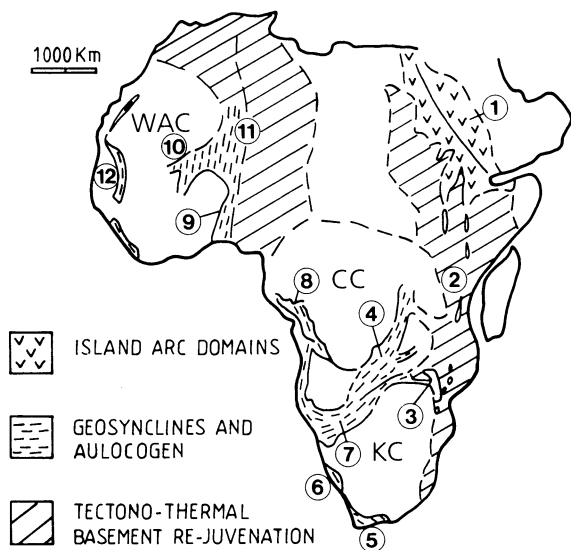 1000 Km
1
WAC
11
10
12
9
2
8
CC
4
3
7
KC
6
5
ISLAND ARC DOMAINS
GEOSYNCLINES AND
AULOCOGEN
TECTONO-THERMAL
BASEMENT RE-JUVENATION